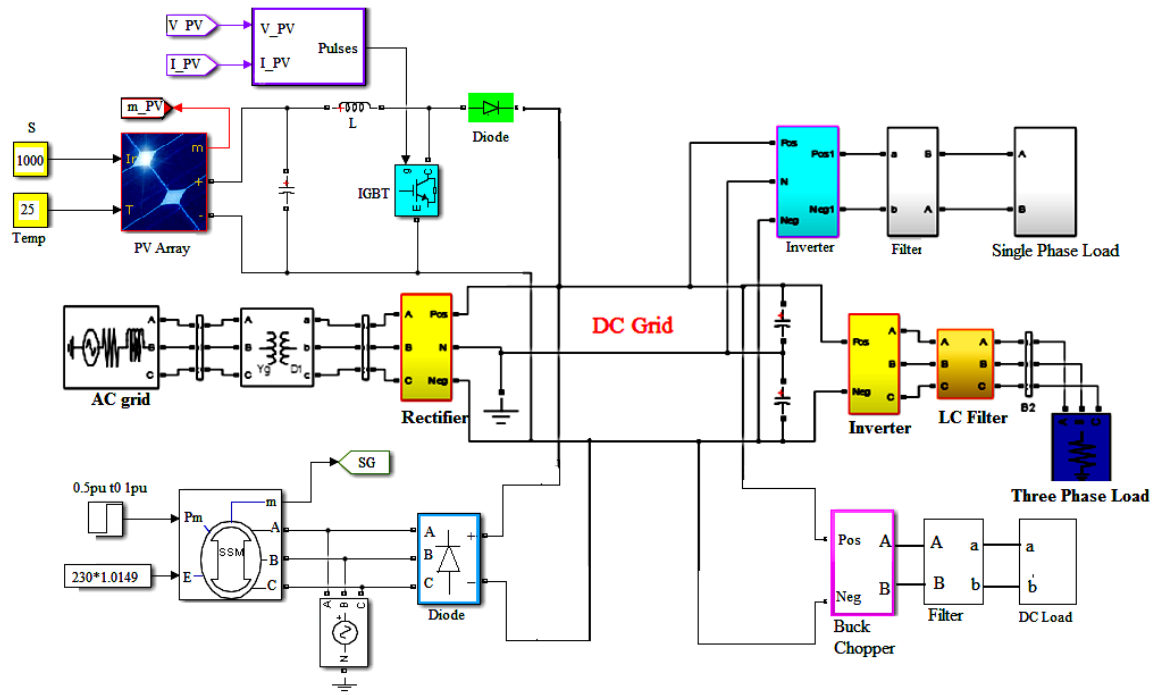 V_PV
I_PV
V_PV
I_PV
Pulses
m_PV
S
1000
25
Temp
Ir
T
m
+
-
PV Array
L
g
C
E
IGBT
Diode
Pos
N
Neg
Pos1
Neg1
Inverter
a
b
B
A
Filter
A
B
Single Phase Load
A
B
C
AC grid
A
B
C
a
b
c
Yg
D1
A
B
C
Pos
N
Neg
Rectifier
DC Grid
Pos
Neg
A
B
C
Inverter
A
B
C
A
B
C
LC Filter
B2
A
B
C
Three Phase Load
0.5pu t0 1pu
230*1.0149
Pm
E
SSM
m
A
B
C
SG
A
B
C
+
N
A
B
C
+
−
Diode
Pos
Neg
A
B
Buck
Chopper
A
B
a
b
Filter
a
b
DC Load